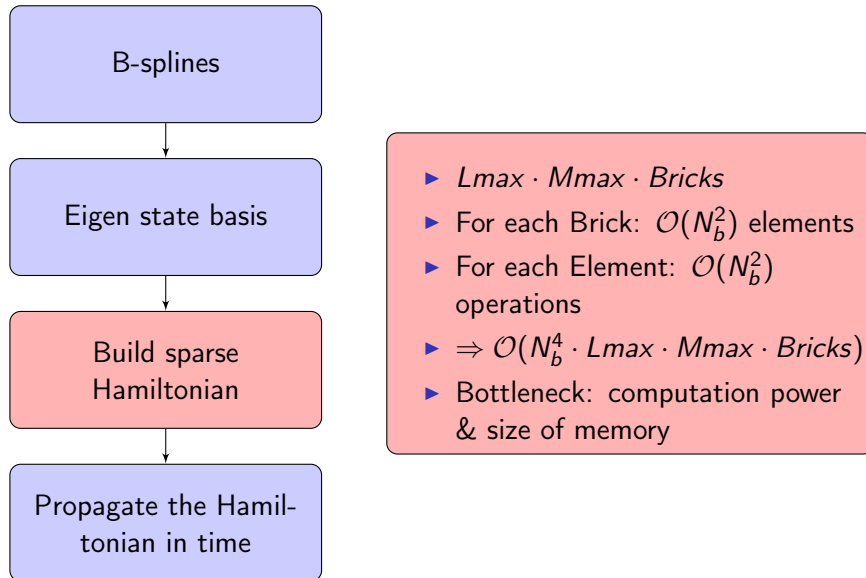 B-splines
Eigen state basis
Build sparse
Hamiltonian
Propagate the Hamil-
tonian in time
▶ Lmax · Mmax · Bricks
▶ For each Brick: 𝒪(N_b^2) elements
▶ For each Element: 𝒪(N_b^2)
operations
▶ ⇒ 𝒪(N_b^4 · Lmax · Mmax · Bricks)
▶ Bottleneck: computation power
& size of memory